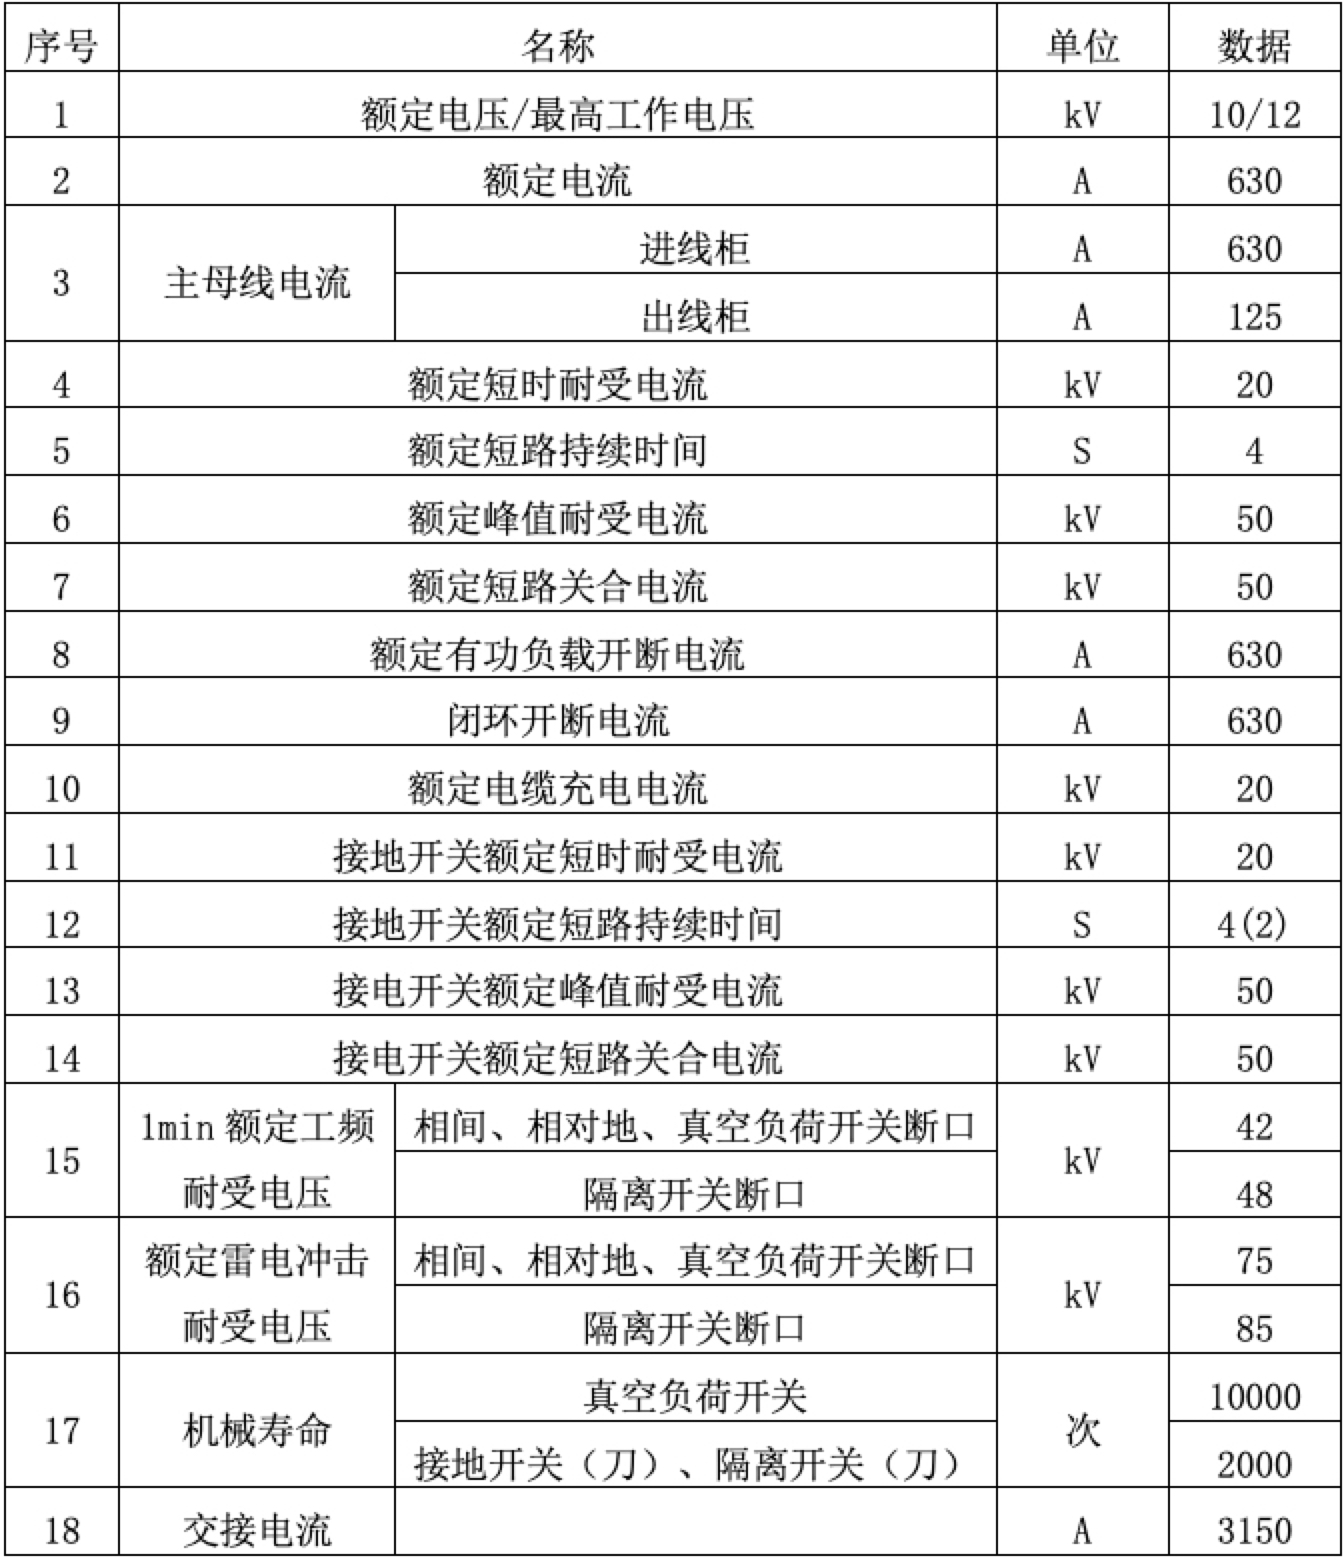 序号 名称 单位 数据
1 额定电压/最高工作电压 kV 10/12
2 额定电流 A 630
3 主母线电流 进线柜 A 630
出线柜 A 125
4 额定短时耐受电流 kV 20
5 额定短路持续时间 S 4
6 额定峰值耐受电流 kV 50
7 额定短路关合电流 kV 50
8 额定有功负载开断电流 A 630
9 闭环开断电流 A 630
10 额定电缆充电电流 kV 20
11 接地开关额定短时耐受电流 kV 20
12 接地开关额定短路持续时间 S 4(2)
13 接电开关额定峰值耐受电流 kV 50
14 接电开关额定短路关合电流 kV 50
15 1min 额定工频耐受电压 相间、相对地、真空负荷开关断口 kV 42
隔离开关断口 48
16 额定雷电冲击耐受电压 相间、相对地、真空负荷开关断口 kV 75
隔离开关断口 85
17 机械寿命 真空负荷开关 次 10000
接地开关（刀）、隔离开关（刀） 2000
18 交接电流 A 3150